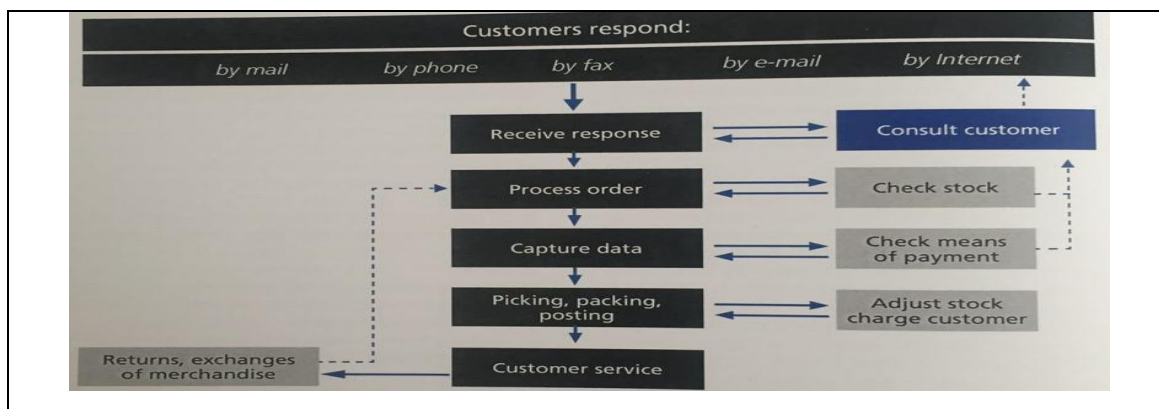 Customers respond:
by mail by phone by fax by e-mail by Internet
Receive response
Consult customer
Process order
Check stock
Capture data
Check means
of payment
Picking, packing,
posting
Adjust stock
charge customer
Returns, exchanges
of merchandise
Customer service